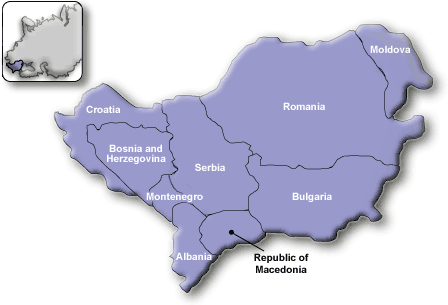 Moldova
Croatia
Romania
Bosnia and
Herzegovina
Serbia
Montenegro
Bulgaria
Albania
Republic of
Macedonia